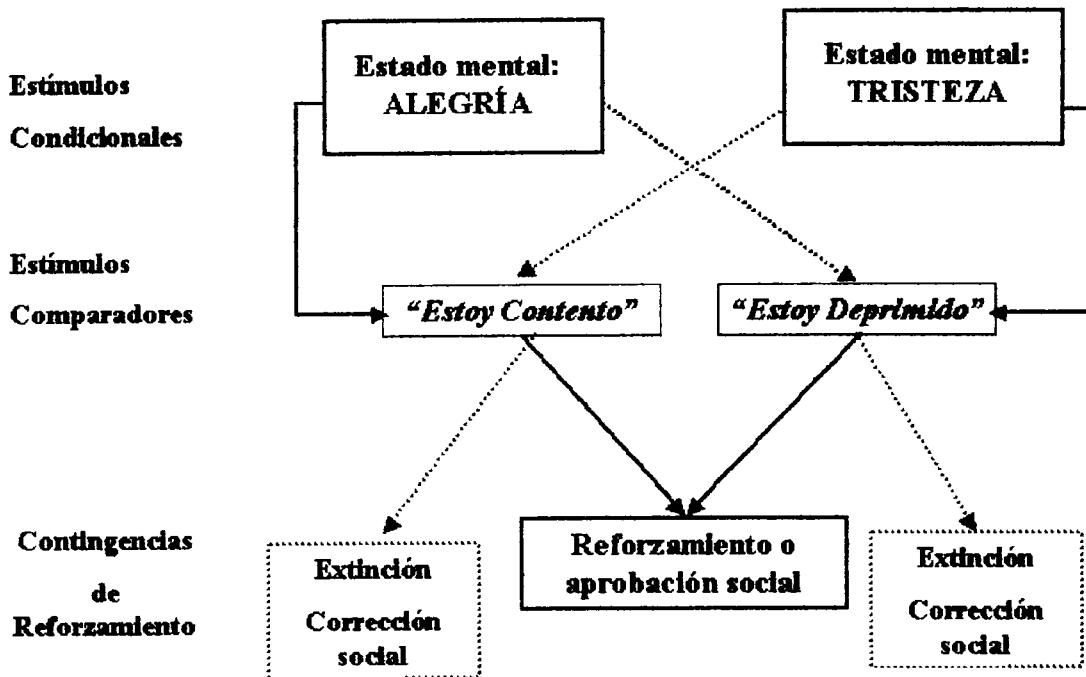 Estímulos
Condicionales
Estado mental:
ALEGRÍA
Estado mental:
TRISTEZA
Estímulos
Comparadores
“Estoy Contento”
“Estoy Deprimido”
Contingencias
de
Reforzamiento
Extinción
Corrección
social
Reforzamiento o
aprobación social
Extinción
Corrección
social